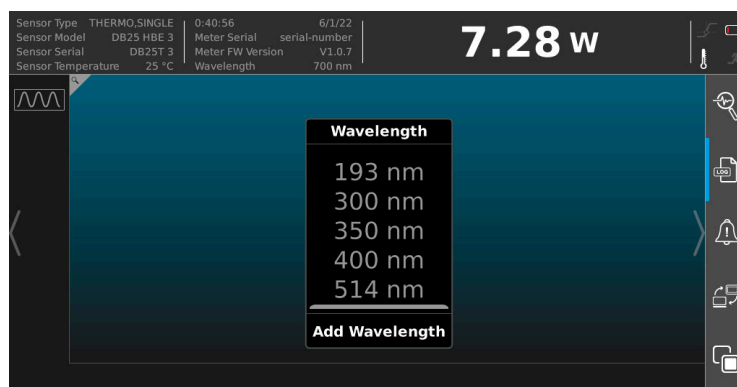 Sensor Type THERMO,SINGLE
Sensor Model DB25 HBE 3
Sensor Serial DB25T 3
Sensor Temperature 25 °C
0:40:56 6/1/22
Meter Serial serial-number
Meter FW Version V1.0.7
Wavelength 700 nm
7.28 W
Wavelength
193 nm
300 nm
350 nm
400 nm
514 nm
Add Wavelength
LOG